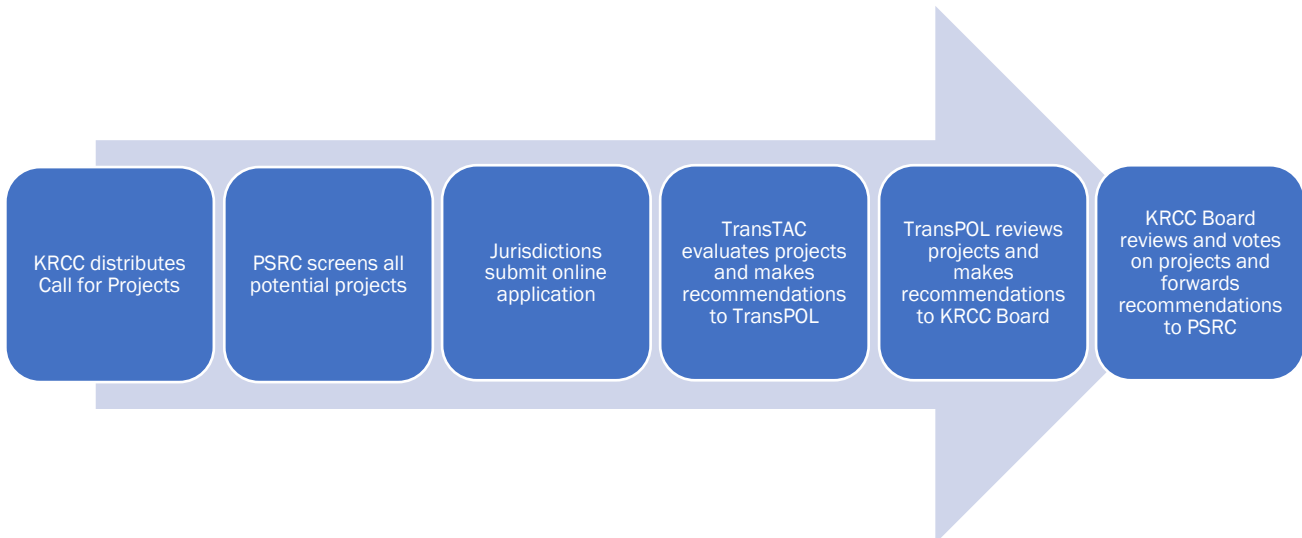 KRCC distributes
Call for Projects
PSRC screens all
potential projects
Jurisdictions
submit online
application
TransTAC
evaluates projects
and makes
recommendations
to TransPOL
TransPOL reviews
projects and
makes
recommendations
to KRCC Board
KRCC Board
reviews and votes
on projects and
forwards
recommendations
to PSRC